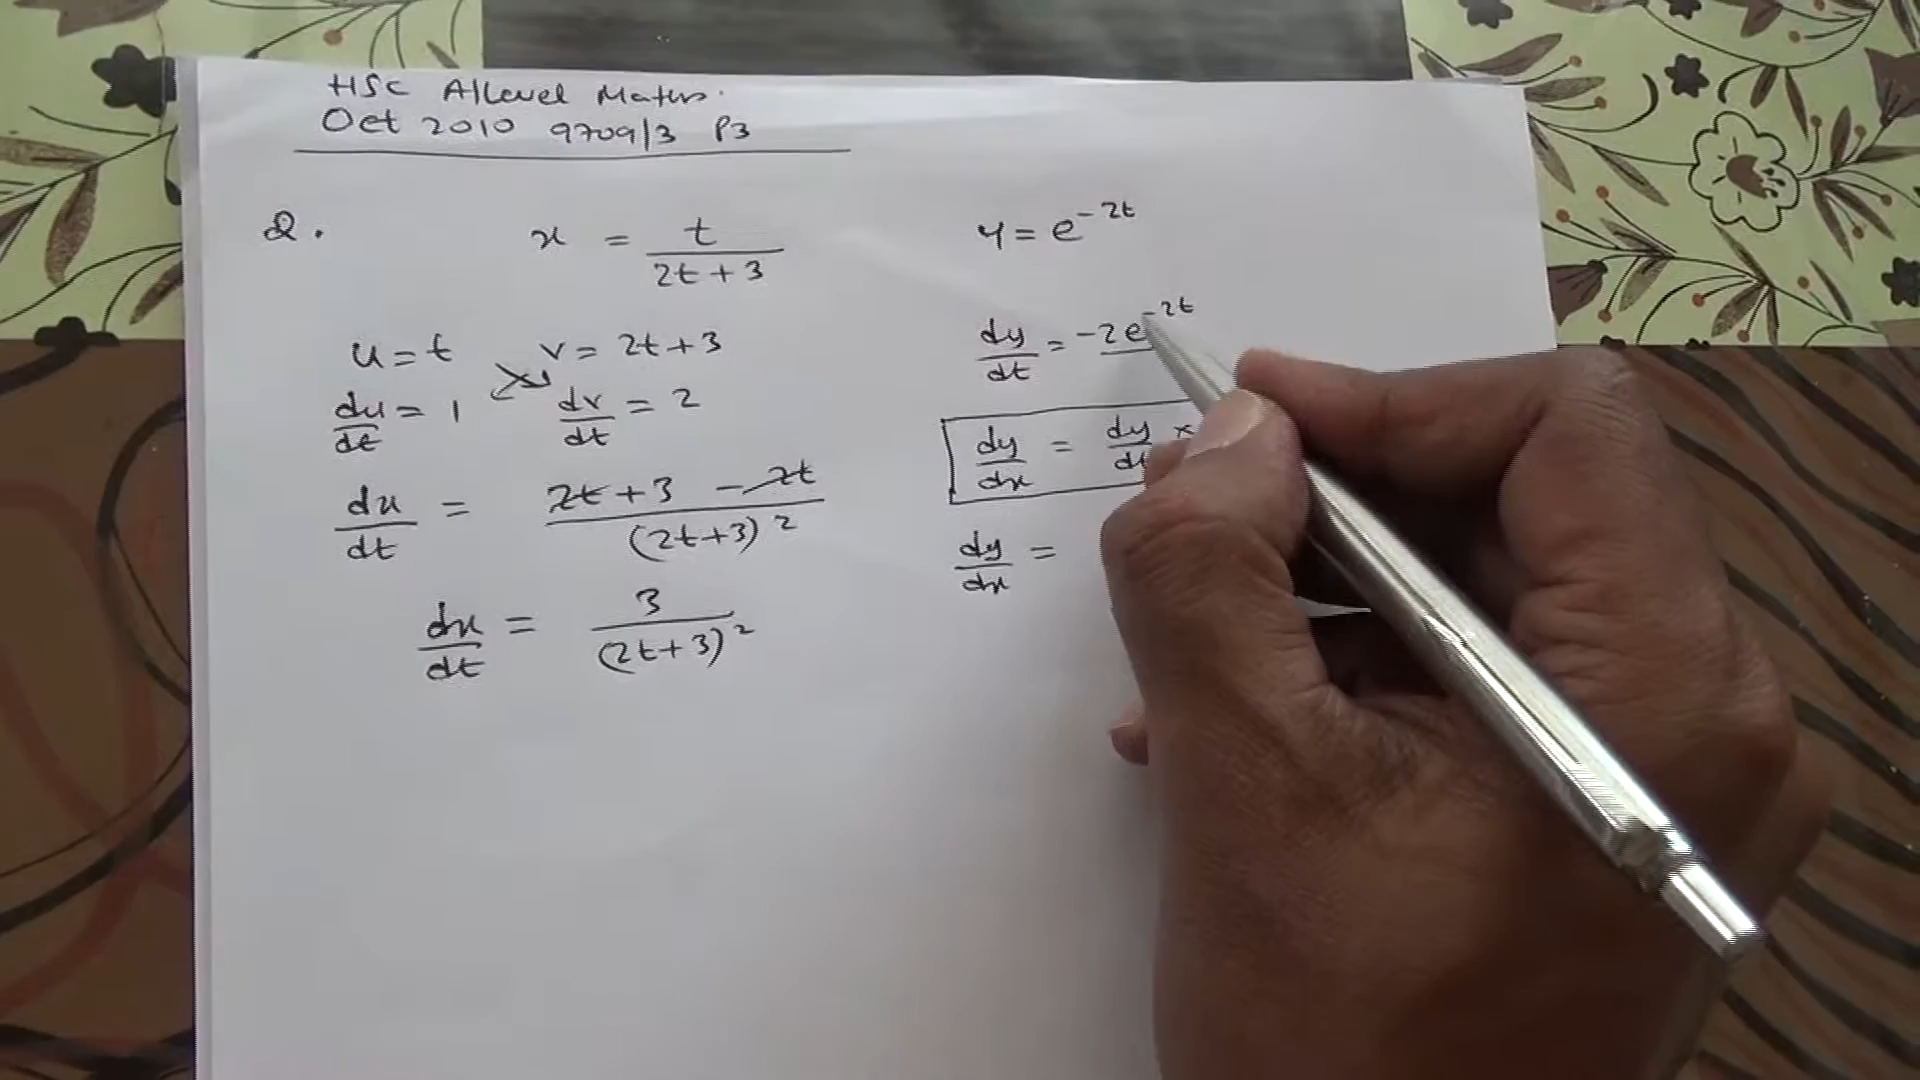 HSC A/Level Maths.
Oct 2010 9709/3 P3
2.
x = t / (2t + 3)
y = e^(-2t)
u = t
v = 2t + 3
du/dt = 1
dv/dt = 2
dy/dt = -2e^(-2t)
dx/dt = (2t + 3 - 2t) / (2t+3)^2
dy/dx = dy/dt ×
dx/dt = 3 / (2t+3)^2
dy/dx =